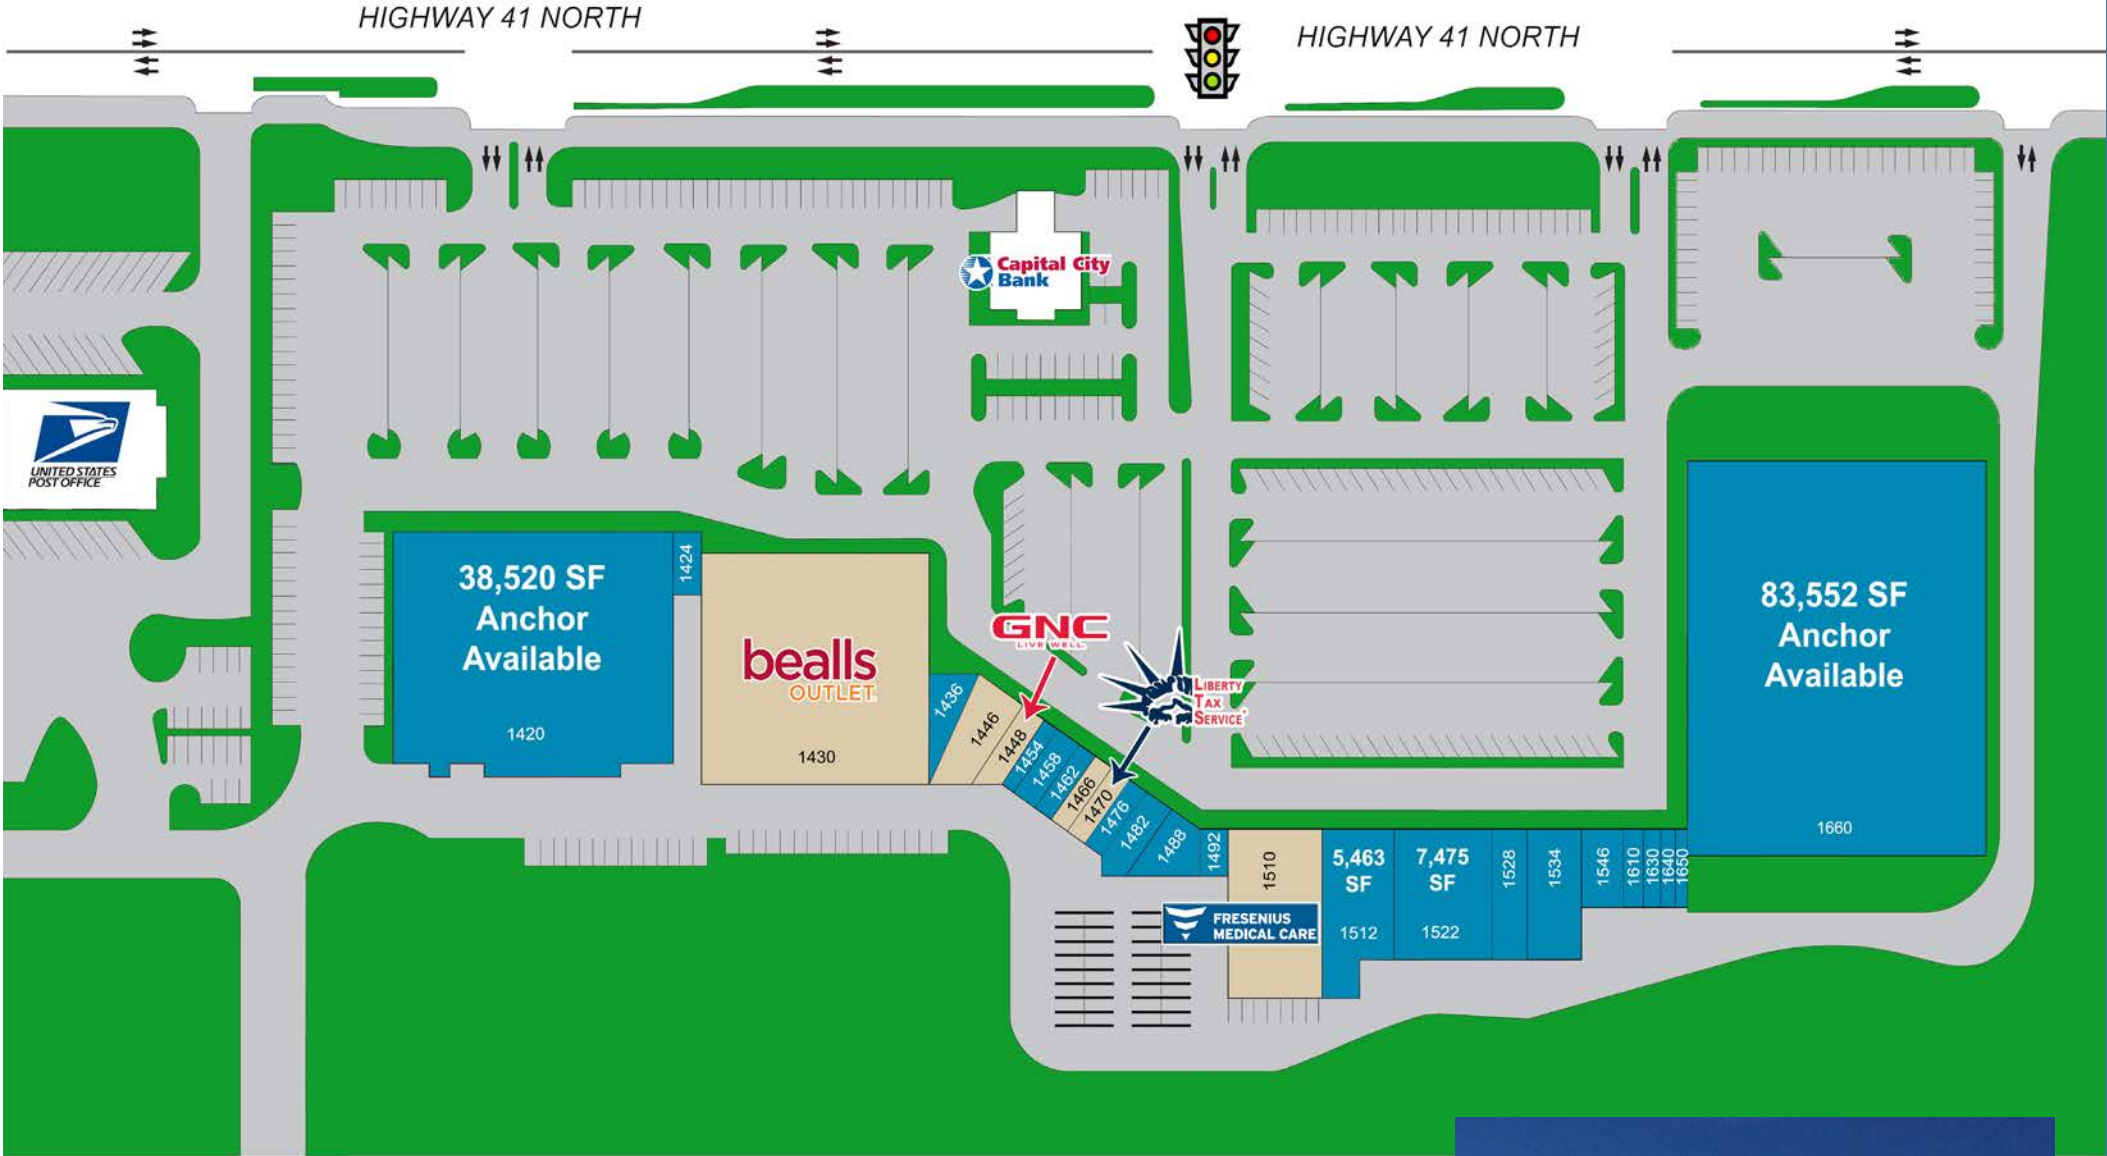 HIGHWAY 41 NORTH
HIGHWAY 41 NORTH
Capital City
Bank
UNITED STATES
POST OFFICE
38,520 SF
Anchor
Available
1420
1424
bealls
OUTLET
1430
GNC
LIVE WELL
LIBERTY
TAX
SERVICE
1436
1446
1448
1454
1458
1462
1466
1470
1476
1482
1488
1492
1510
FRESENIUS
MEDICAL CARE
5,463
SF
1512
7,475
SF
1522
1528
1534
1546
1610
1630
1640
1650
83,552 SF
Anchor
Available
1660